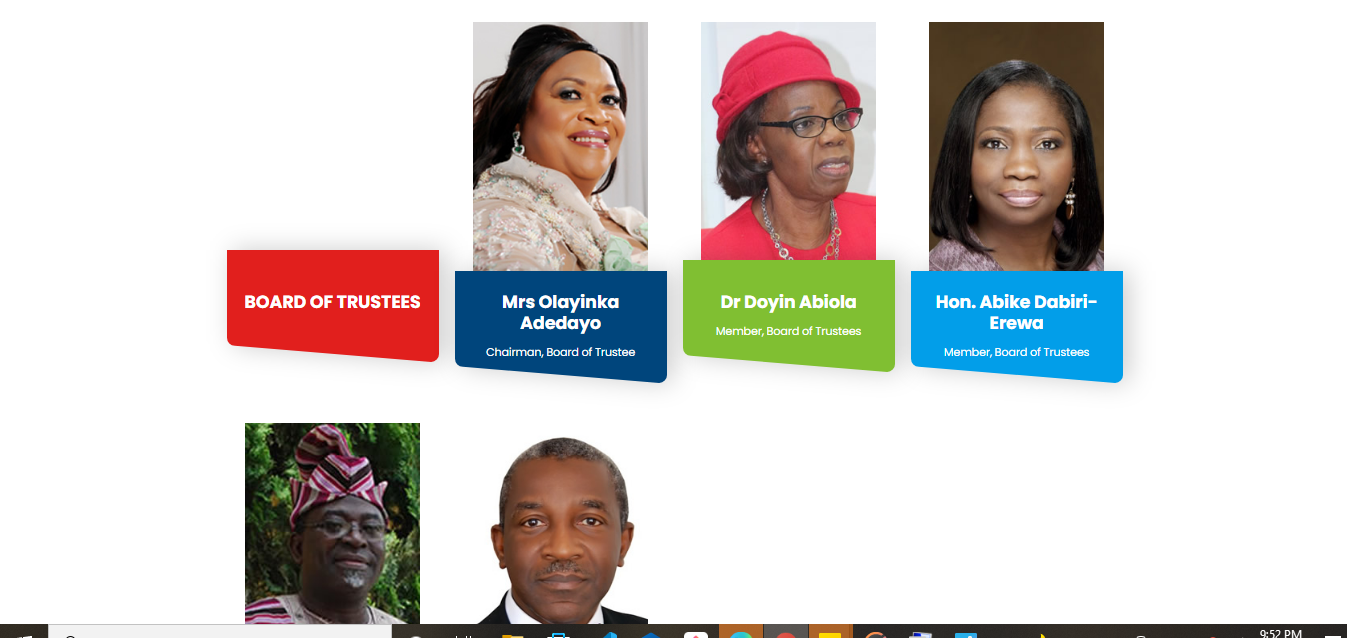 BOARD OF TRUSTEES
Mrs Olayinka
Adedayo
Chairman, Board of Trustee
Dr Doyin Abiola
Member, Board of Trustees
Hon. Abike Dabiri-
Erewa
Member, Board of Trustees
9:52 PM